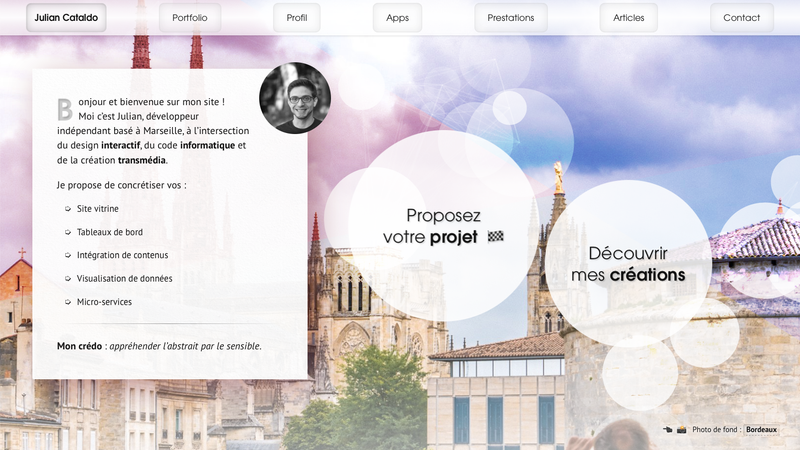 Julian Cataldo
Portfolio
Profil
Apps
Prestations
Articles
Contact
Bonjour et bienvenue sur mon site !
Moi c'est Julian, développeur
indépendant basé à Marseille, à l'intersection
du design interactif, du code informatique et
de la création transmédia.
Je propose de concrétiser vos :
Site vitrine
Tableaux de bord
Intégration de contenus
Visualisation de données
Micro-services
Mon crédo : appréhender l'abstrait par le sensible.
Proposez
votre projet
Découvrir
mes créations
Photo de fond : Bordeaux